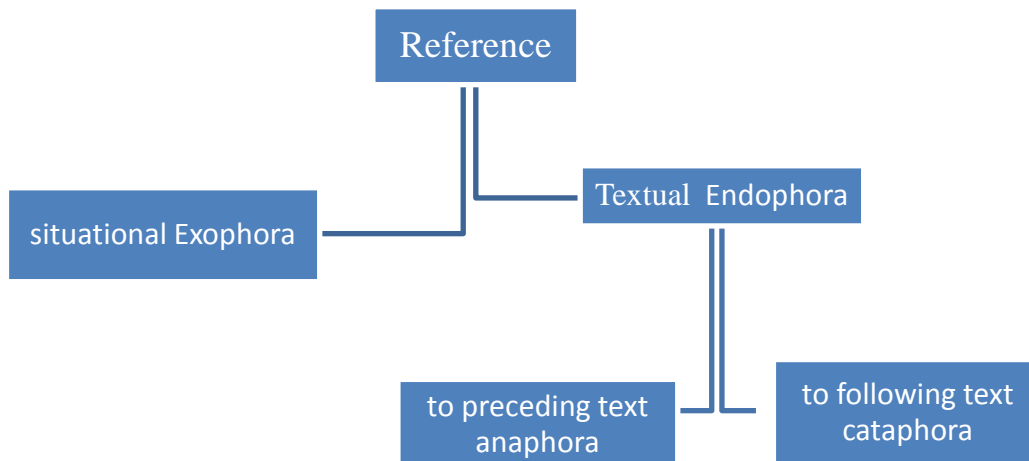 Reference
Textual Endophora
situational Exophora
to preceding text
anaphora
to following text
cataphora